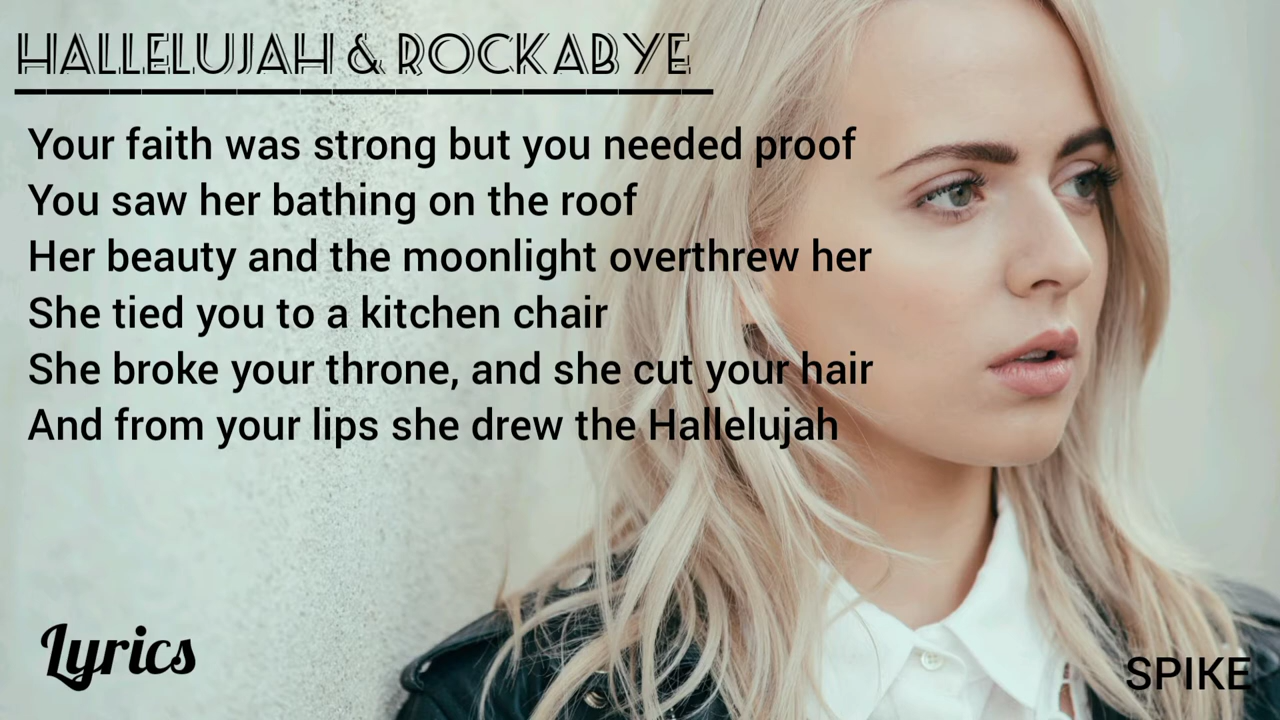 HALLELUJAH & ROCKABYE
Your faith was strong but you needed proof
You saw her bathing on the roof
Her beauty and the moonlight overthrew her
She tied you to a kitchen chair
She broke your throne, and she cut your hair
And from your lips she drew the Hallelujah
Lyrics
SPIKE